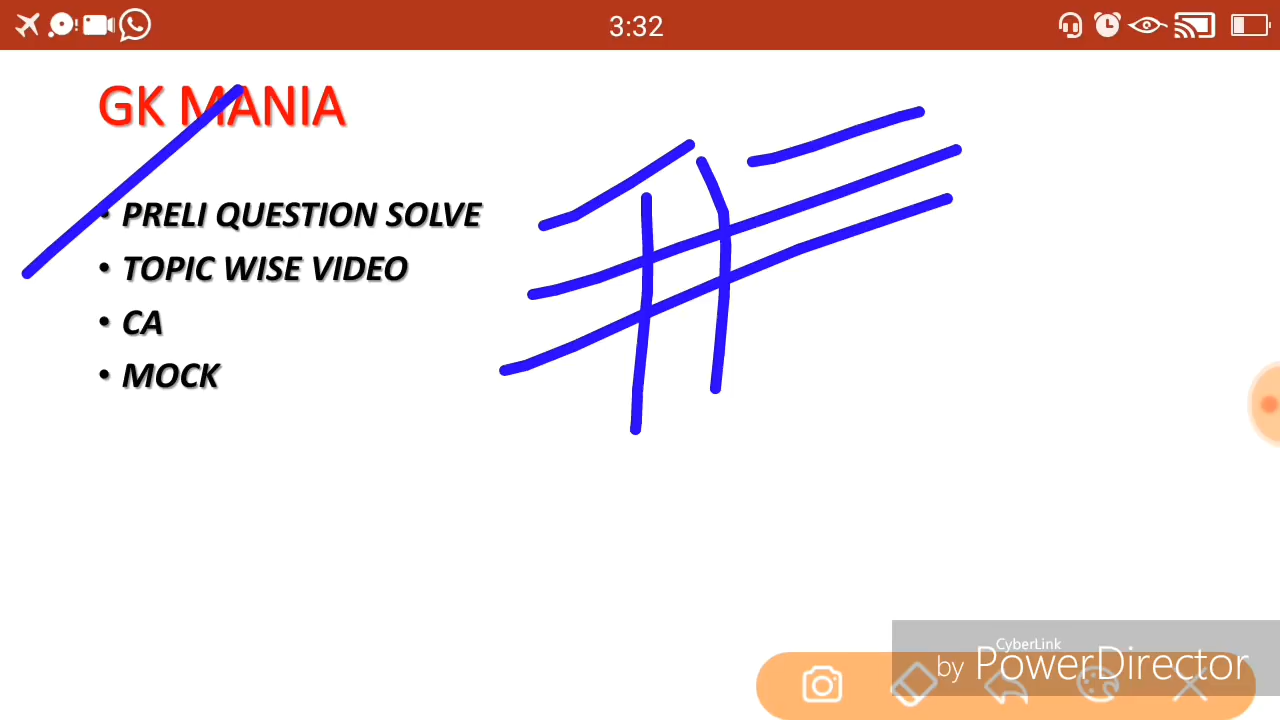 3:32
GK MANIA
• PRELI QUESTION SOLVE
• TOPIC WISE VIDEO
• CA
• MOCK
CyberLink
by PowerDirector